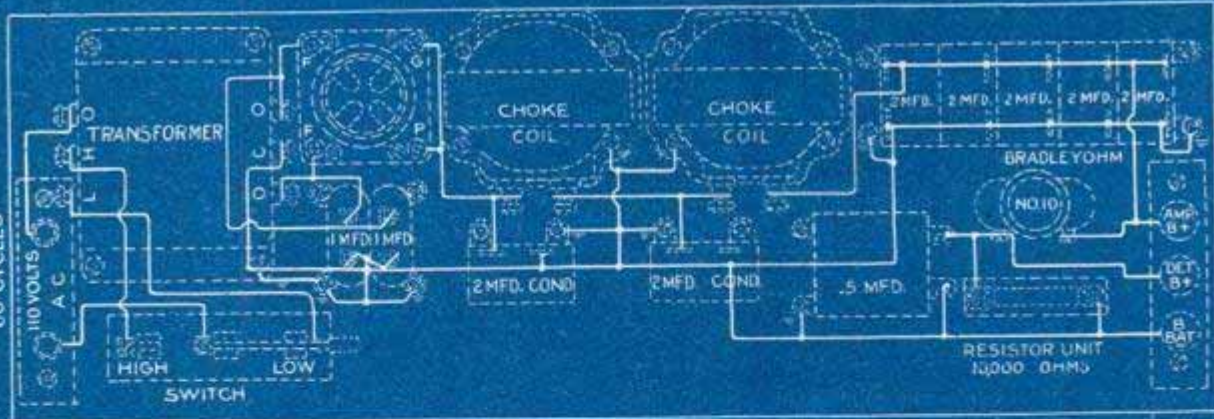 TRANSFORMER
O
H
L
O
C
O
110 VOLTS
A C
F
G
F
P
CHOKE
COIL
CHOKE
COIL
2 MFD.
2 MFD.
2 MFD.
2 MFD.
2 MFD.
BRADLEYOHM
NO.10
AMP
B+
DET
B+
B
BAT
.1 MFD
.1 MFD
2 MFD. COND.
2 MFD. COND.
.5 MFD.
RESISTOR UNIT
10,000 OHMS
HIGH
LOW
SWITCH